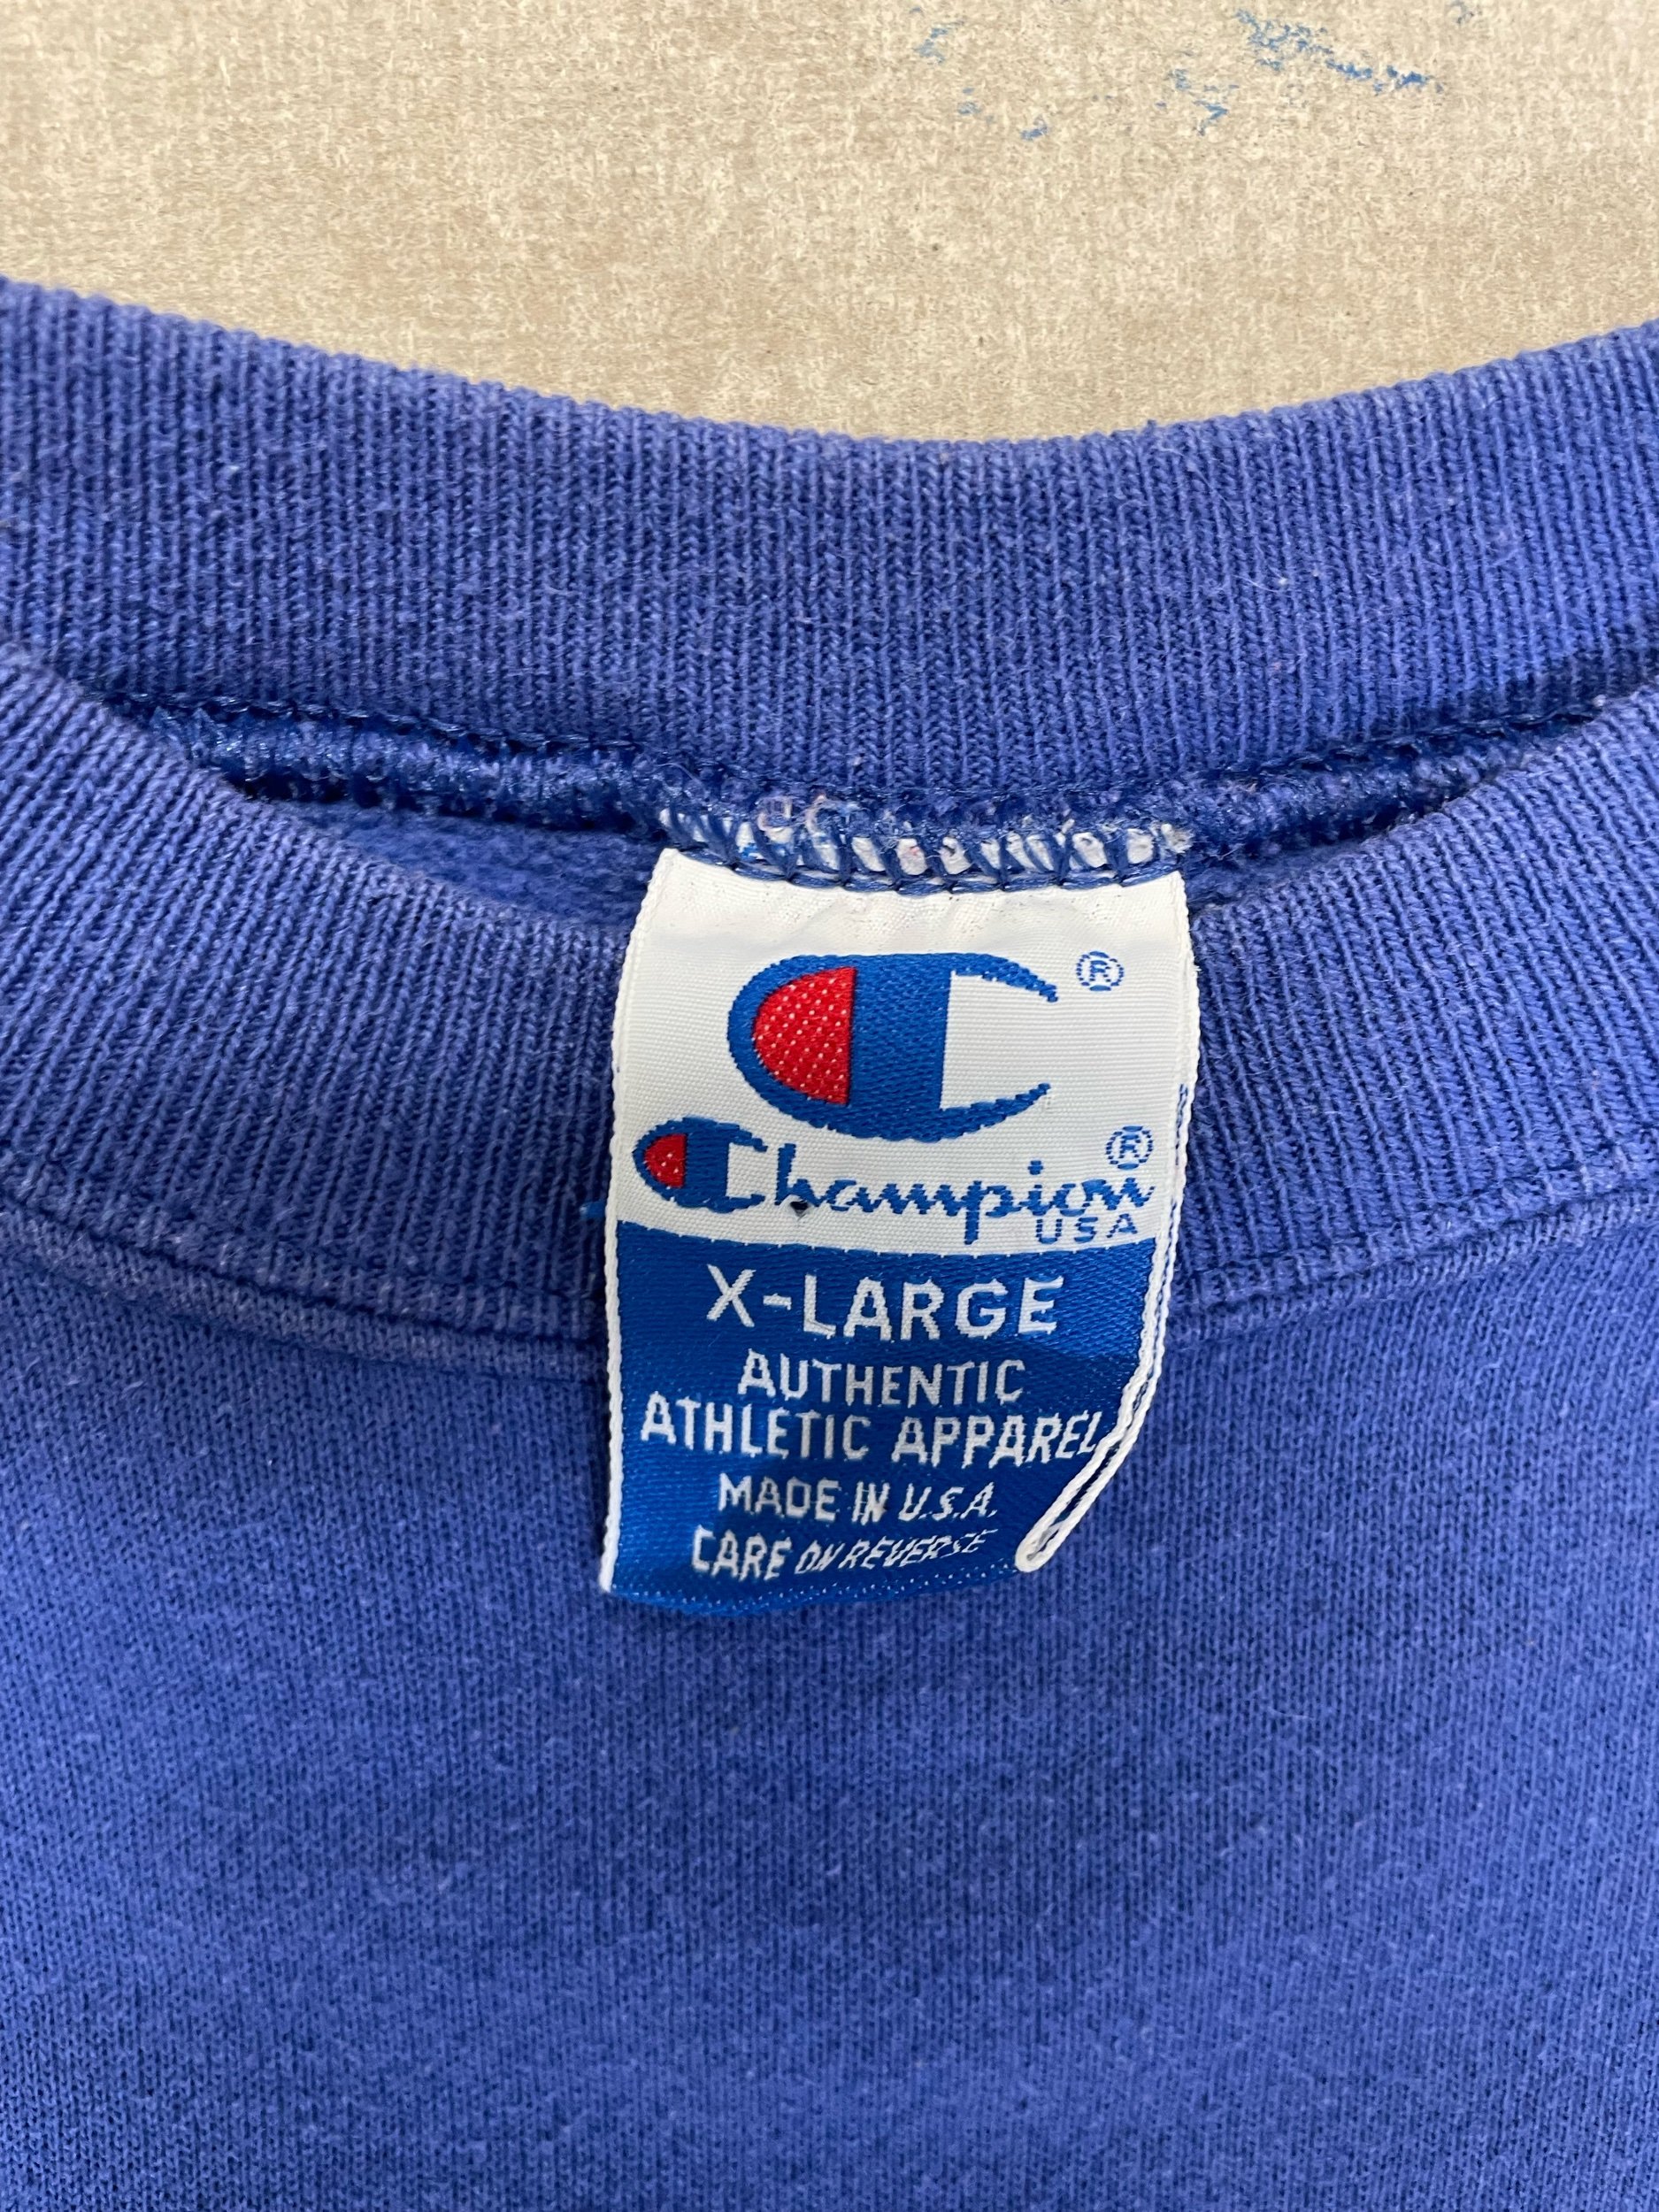 ®
Champion®
USA
X-LARGE
AUTHENTIC
ATHLETIC APPAREL
MADE IN U.S.A.
CARE ON REVERSE